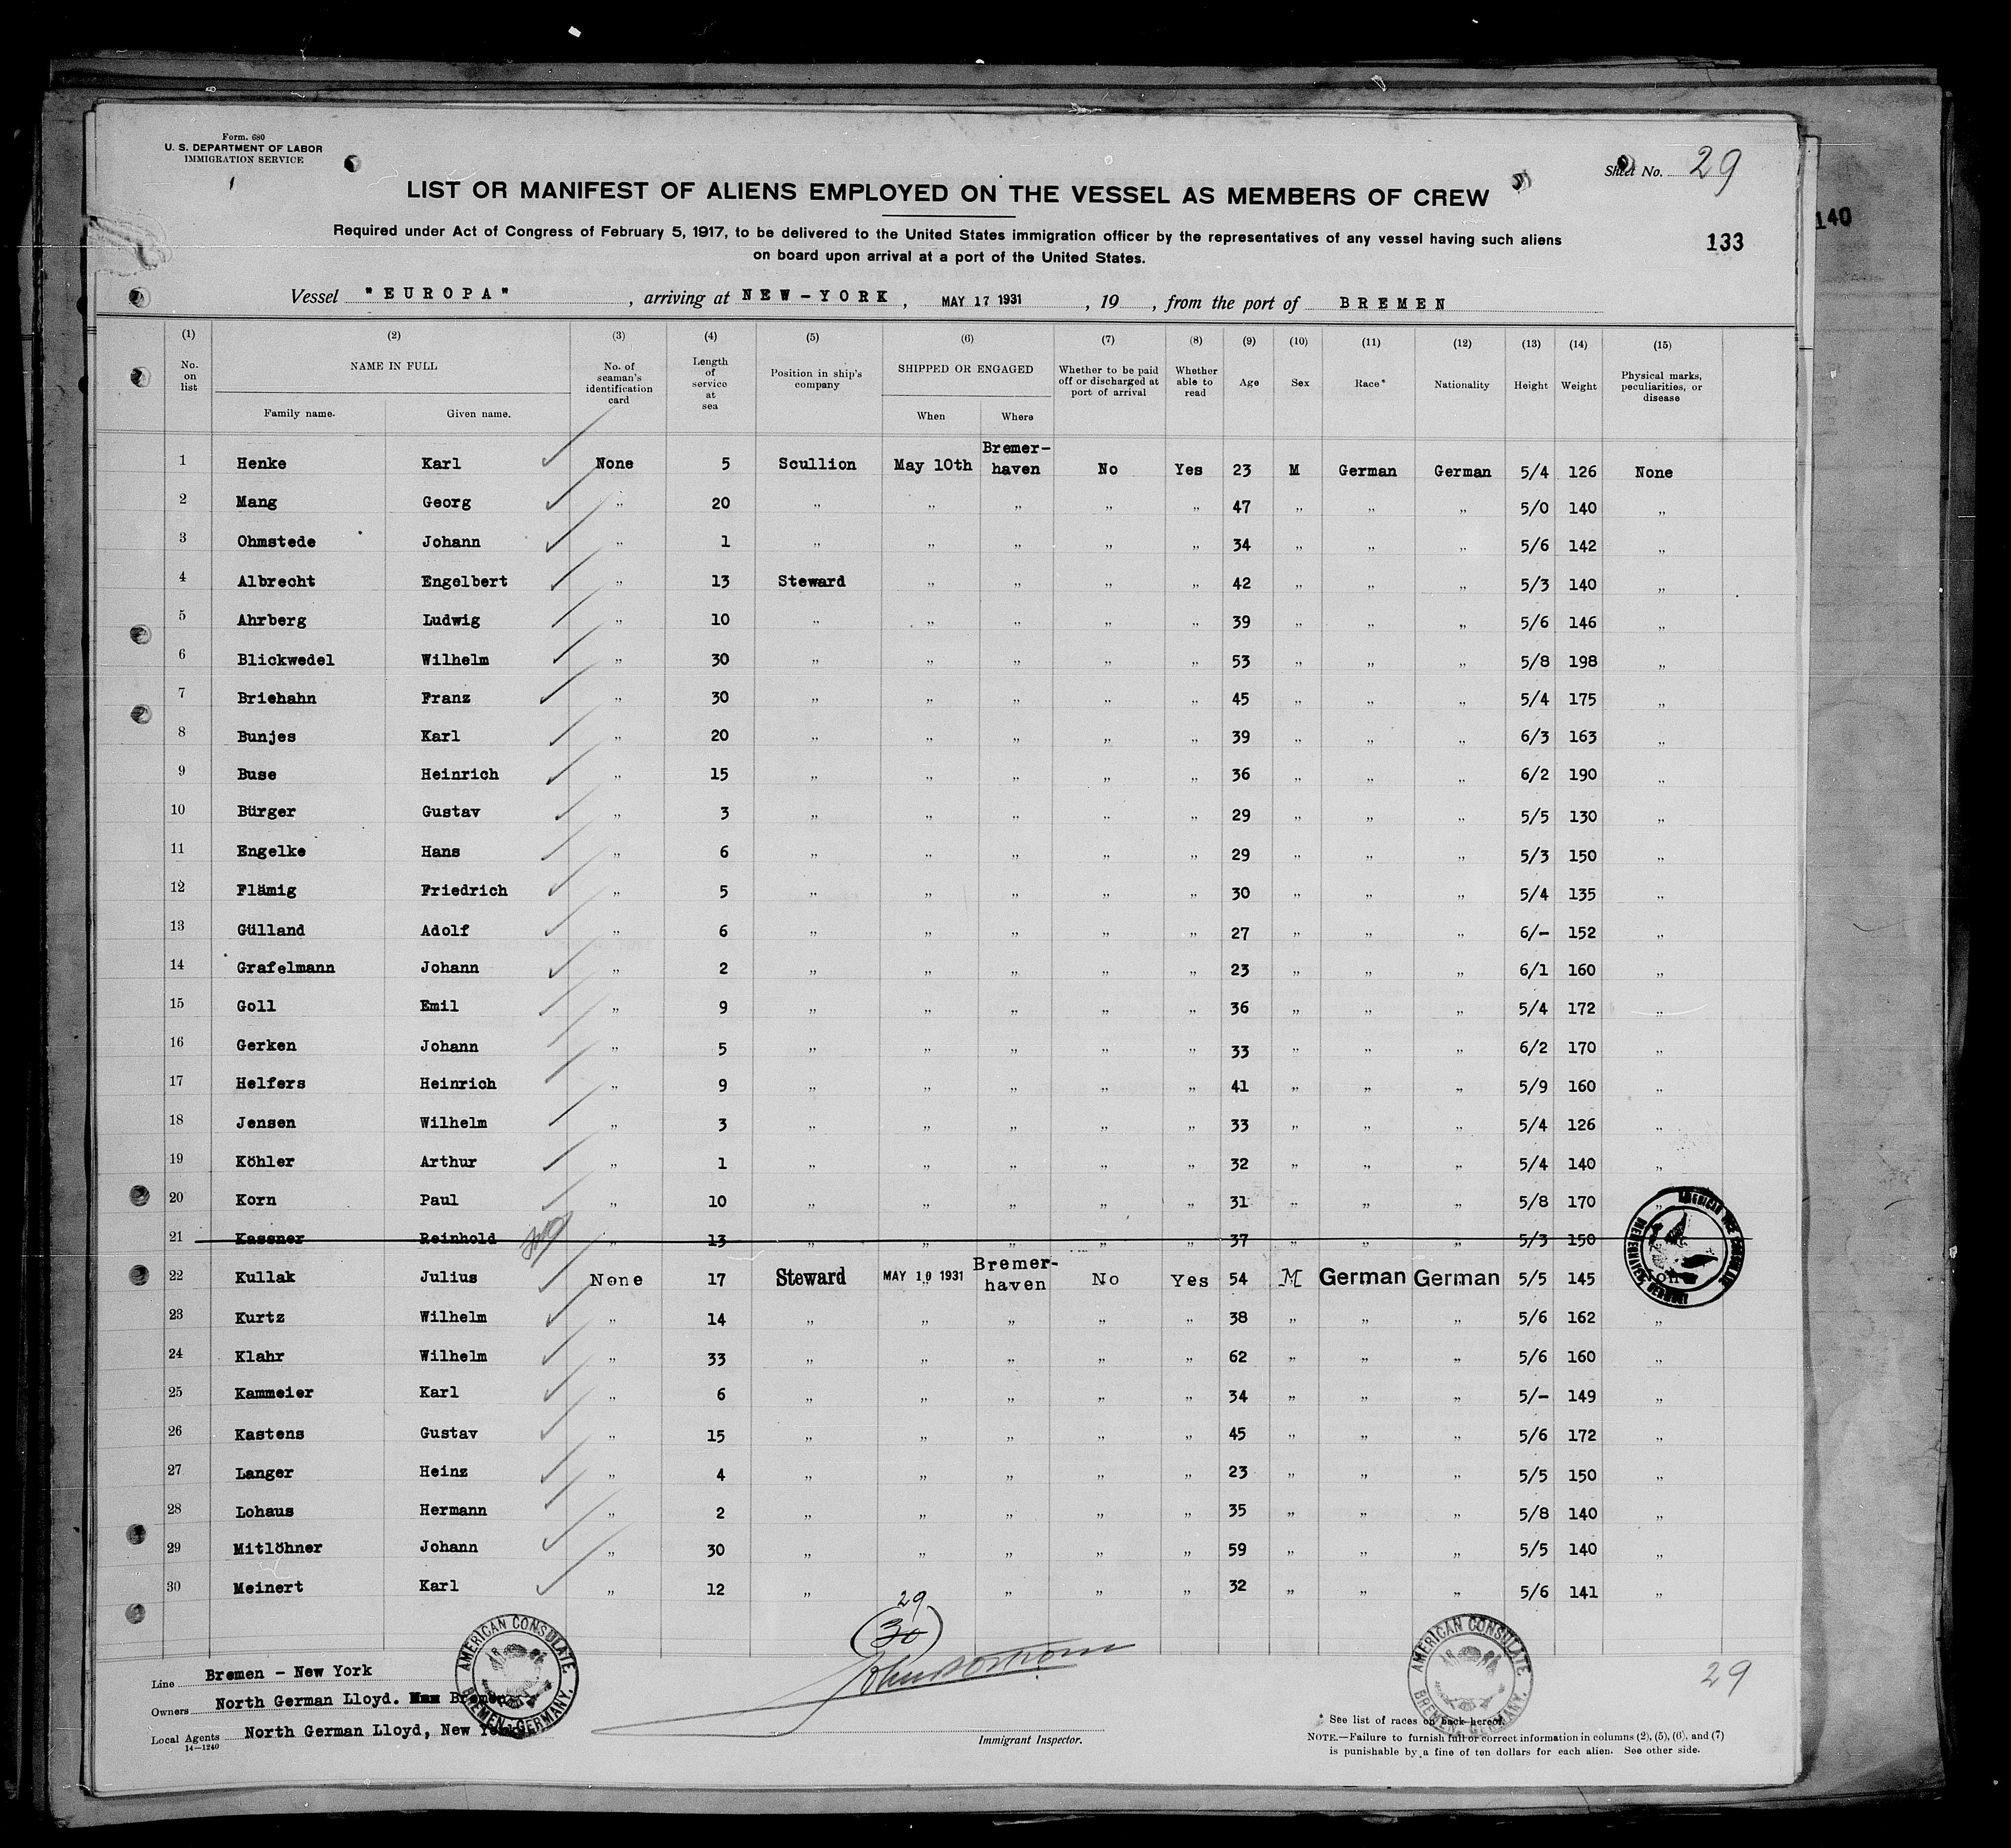 Form. 680
U. S. DEPARTMENT OF LABOR
IMMIGRATION SERVICE
Sheet No. 29
LIST OR MANIFEST OF ALIENS EMPLOYED ON THE VESSEL AS MEMBERS OF CREW
140
133
Required under Act of Congress of February 5, 1917, to be delivered to the United States immigration officer by the representatives of any vessel having such aliens
on board upon arrival at a port of the United States.
Vessel "EUROPA", arriving at NEW-YORK, MAY 17 1931, 19 , from the port of BREMEN
(1) (2) (3) (4) (5) (6) (7) (8) (9) (10) (11) (12) (13) (14) (15)
No. on list NAME IN FULL No. of seaman's identification card Length of service at sea Position in ship's company SHIPPED OR ENGAGED Whether to be paid off or discharged at port of arrival Whether able to read Age Sex Race* Nationality Height Weight Physical marks, peculiarities, or disease
Family name. Given name. When Where
1 Henke Karl None 5 Scullion May 10th Bremer-haven No Yes 23 M German German 5/4 126 None
2 Mang Georg „ 20 „ „ „ „ „ 47 „ „ „ 5/0 140 „
3 Ohmstede Johann „ 1 „ „ „ „ „ 34 „ „ „ 5/6 142 „
4 Albrecht Engelbert „ 13 Steward „ „ „ „ 42 „ „ „ 5/3 140 „
5 Ahrberg Ludwig „ 10 „ „ „ „ „ 39 „ „ „ 5/6 146 „
6 Blickwedel Wilhelm „ 30 „ „ „ „ „ 53 „ „ „ 5/8 198 „
7 Briehahn Franz „ 30 „ „ „ „ „ 45 „ „ „ 5/4 175 „
8 Bunjes Karl „ 20 „ „ „ „ „ 39 „ „ „ 6/3 163 „
9 Buse Heinrich „ 15 „ „ „ „ „ 36 „ „ „ 6/2 190 „
10 Bürger Gustav „ 3 „ „ „ „ „ 29 „ „ „ 5/5 130 „
11 Engelke Hans „ 6 „ „ „ „ „ 29 „ „ „ 5/3 150 „
12 Flämig Friedrich „ 5 „ „ „ „ „ 30 „ „ „ 5/4 135 „
13 Gülland Adolf „ 6 „ „ „ „ „ 27 „ „ „ 6/- 152 „
14 Grafelmann Johann „ 2 „ „ „ „ „ 23 „ „ „ 6/1 160 „
15 Goll Emil „ 9 „ „ „ „ „ 36 „ „ „ 5/4 172 „
16 Gerken Johann „ 5 „ „ „ „ „ 33 „ „ „ 6/2 170 „
17 Helfers Heinrich „ 9 „ „ „ „ „ 41 „ „ „ 5/9 160 „
18 Jensen Wilhelm „ 3 „ „ „ „ „ 33 „ „ „ 5/4 126 „
19 Köhler Arthur „ 1 „ „ „ „ „ 32 „ „ „ 5/4 140 „
20 Korn Paul „ 10 „ „ „ „ „ 31 „ „ „ 5/8 170 „
21 Kassner Reinhold „ 13 „ „ „ „ „ 37 „ „ „ 5/3 150
22 Kullak Julius None 17 Steward MAY 10 1931 Bremer-haven No Yes 54 M German German 5/5 145
23 Kurtz Wilhelm „ 14 „ „ „ „ „ 38 „ „ „ 5/6 162 „
24 Klahr Wilhelm „ 33 „ „ „ „ „ 62 „ „ „ 5/6 160 „
25 Kammeier Karl „ 6 „ „ „ „ „ 34 „ „ „ 5/- 149 „
26 Kastens Gustav „ 15 „ „ „ „ „ 45 „ „ „ 5/6 172 „
27 Langer Heinz „ 4 „ „ „ „ „ 23 „ „ „ 5/5 150 „
28 Lohaus Hermann „ 2 „ „ „ „ „ 35 „ „ „ 5/8 140 „
29 Mitlöhner Johann „ 30 „ „ „ „ „ 59 „ „ „ 5/5 140 „
30 Meinert Karl „ 12 „ „ „ „ 32 „ „ „ 5/6 141 „
29
(30)
AMERICAN CONSULATE BREMEN, GERMANY.
AMERICAN CONSULATE BREMEN, GERMANY.
29
Line Bremen - New York
Owners North German Lloyd. Bremen
Local Agents North German Lloyd, New York
14—1240
Immigrant Inspector.
* See list of races on back hereof.
NOTE.—Failure to furnish full or correct information in columns (2), (5), (6), and (7)
is punishable by a fine of ten dollars for each alien. See other side.